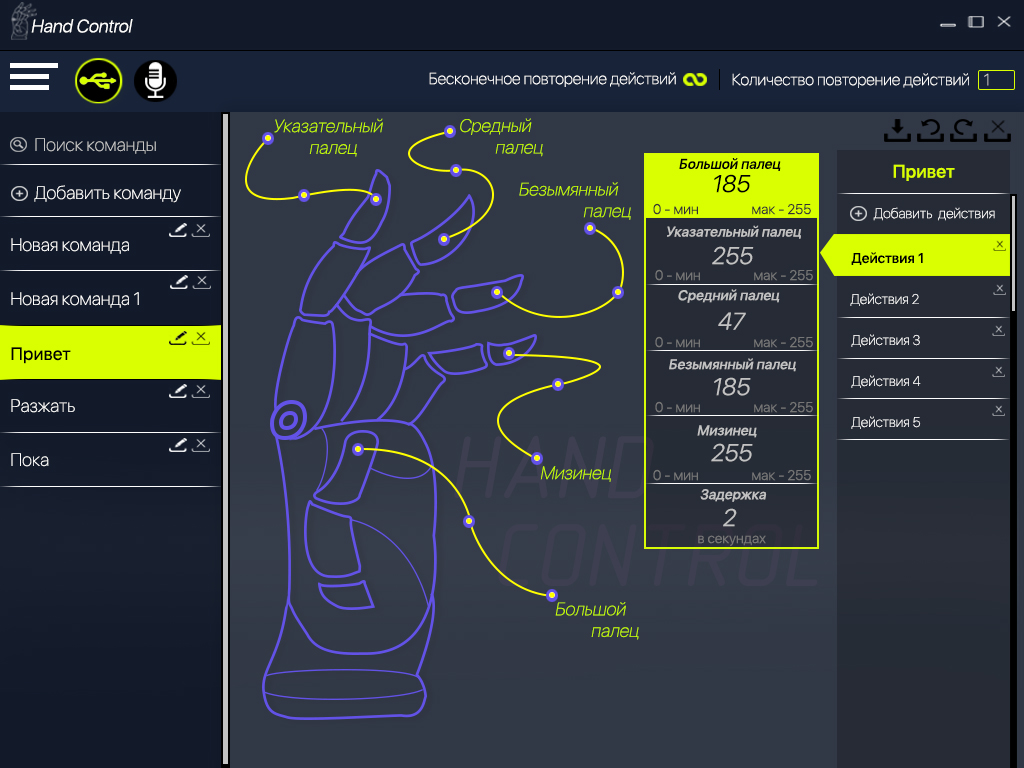 Hand Control
Бесконечное повторение действий
Количество повторение действий 1
Поиск команды
Добавить команду
Новая команда
Новая команда 1
Привет
Разжать
Пока
Указательный
палец
Средний
палец
Безымянный
палец
Мизинец
Большой
палец
HAND
CONTROL
Большой палец
185
0 - мин мак - 255
Указательный палец
255
0 - мин мак - 255
Средний палец
47
0 - мин мак - 255
Безымянный палец
185
0 - мин мак - 255
Мизинец
255
0 - мин мак - 255
Задержка
2
в секундах
Привет
Добавить действия
Действия 1
Действия 2
Действия 3
Действия 4
Действия 5